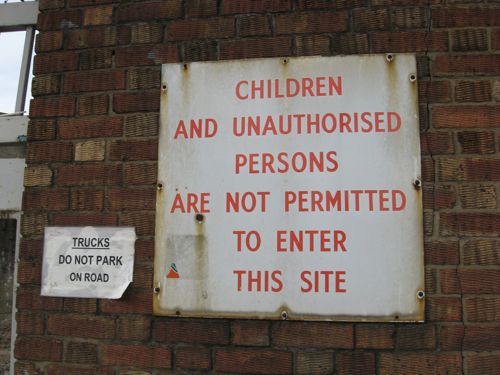 CHILDREN
AND UNAUTHORISED
PERSONS
ARE NOT PERMITTED
TO ENTER
THIS SITE
TRUCKS
DO NOT PARK
ON ROAD